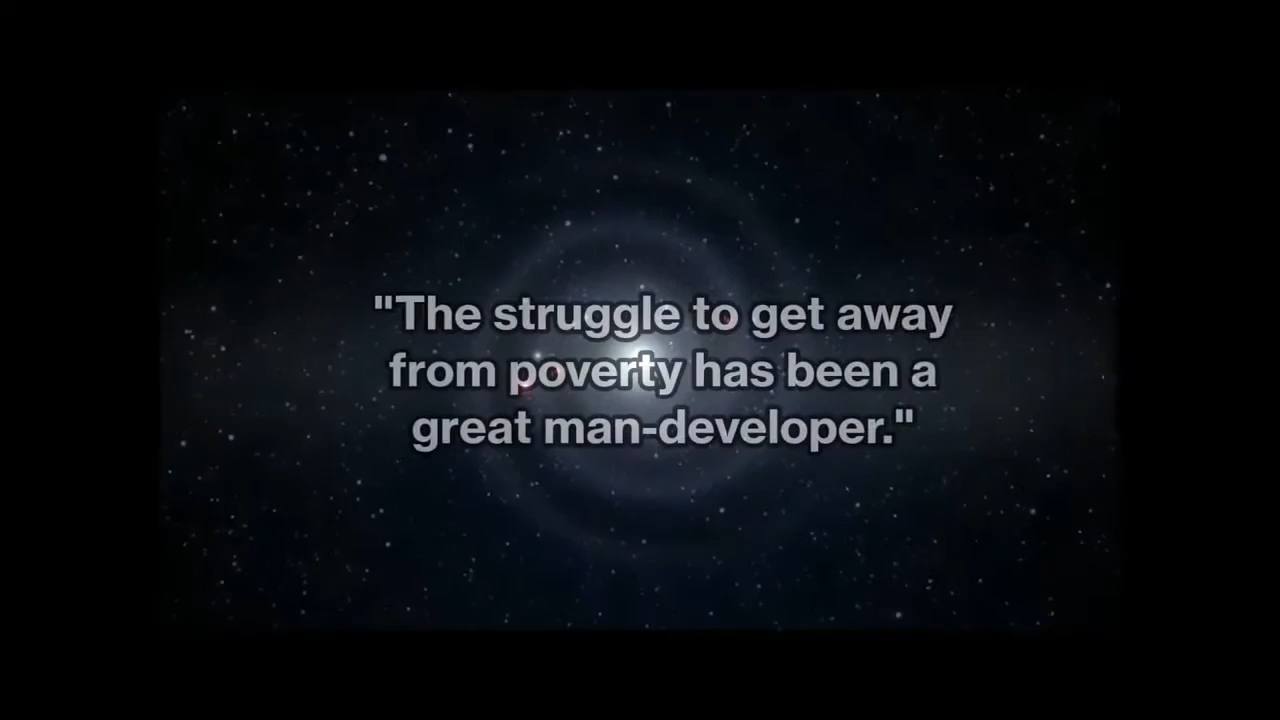 "The struggle to get away
from poverty has been a
great man-developer."